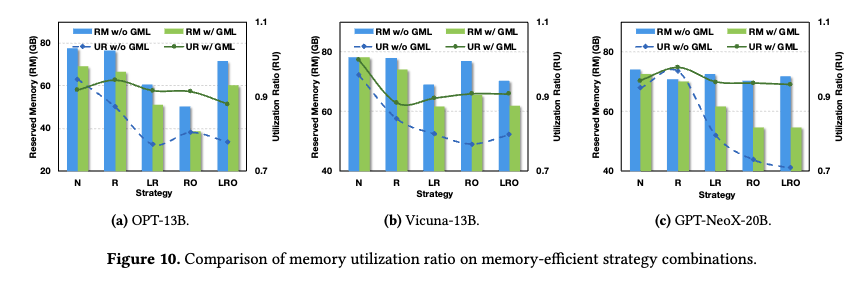 RM w/o GML RM w/ GML
UR w/o GML UR w/ GML
Reserved Memory (RM) (GB)
80
60
40
20
1.1
0.9
0.7
Utilization Ratio (RU)
N R LR RO LRO
Strategy
(a) OPT-13B.
RM w/o GML RM w/ GML
UR w/o GML UR w/ GML
Reserved Memory (RM) (GB)
80
60
40
1.1
0.9
0.7
Utilization Ratio (RU)
N R LR RO LRO
Strategy
(b) Vicuna-13B.
RM w/o GML RM w/ GML
UR w/o GML UR w/ GML
Reserved Memory (RM) (GB)
80
60
40
1.1
0.9
0.7
Utilization Ratio (RU)
N R LR RO LRO
Strategy
(c) GPT-NeoX-20B.
Figure 10. Comparison of memory utilization ratio on memory-efficient strategy combinations.